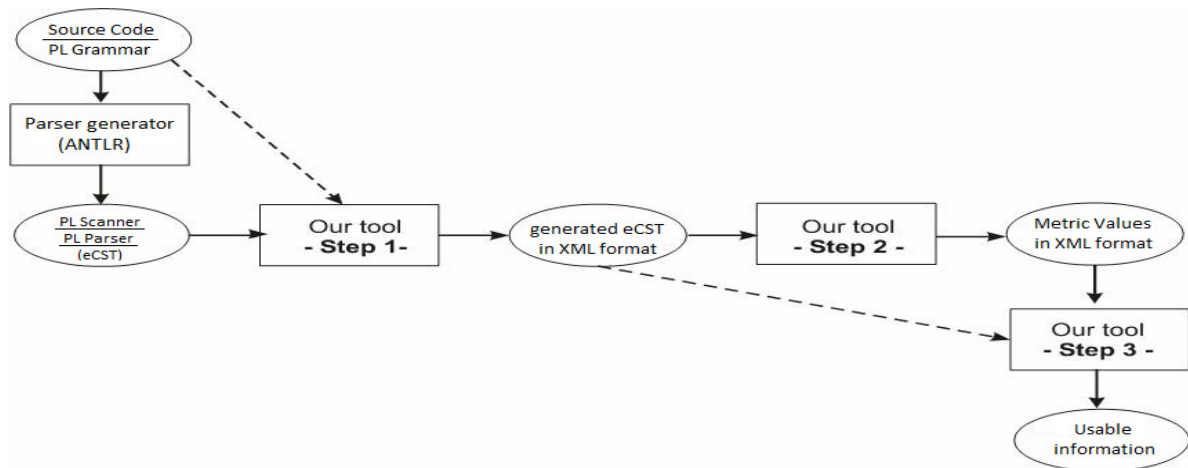 Source Code
PL Grammar
Parser generator
(ANTLR)
PL Scanner
PL Parser
(eCST)
Our tool
- Step 1-
generated eCST
in XML format
Our tool
- Step 2 -
Metric Values
in XML format
Our tool
- Step 3 -
Usable
information